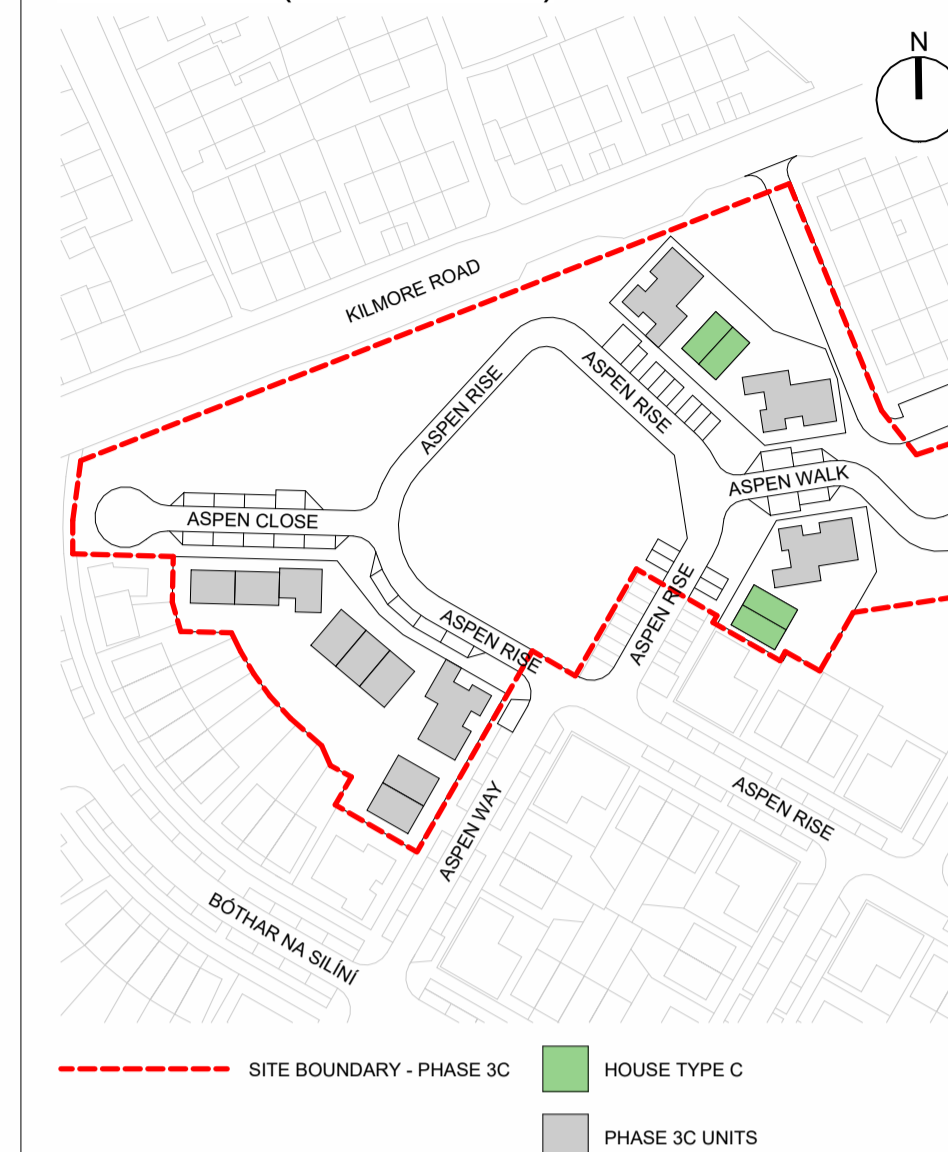 N
KILMORE ROAD
ASPEN RISE
ASPEN RISE
ASPEN WALK
ASPEN CLOSE
ASPEN RISE
ASPEN RISE
ASPEN RISE
ASPEN WAY
BÓTHAR NA SILÍNÍ
SITE BOUNDARY - PHASE 3C
HOUSE TYPE C
PHASE 3C UNITS